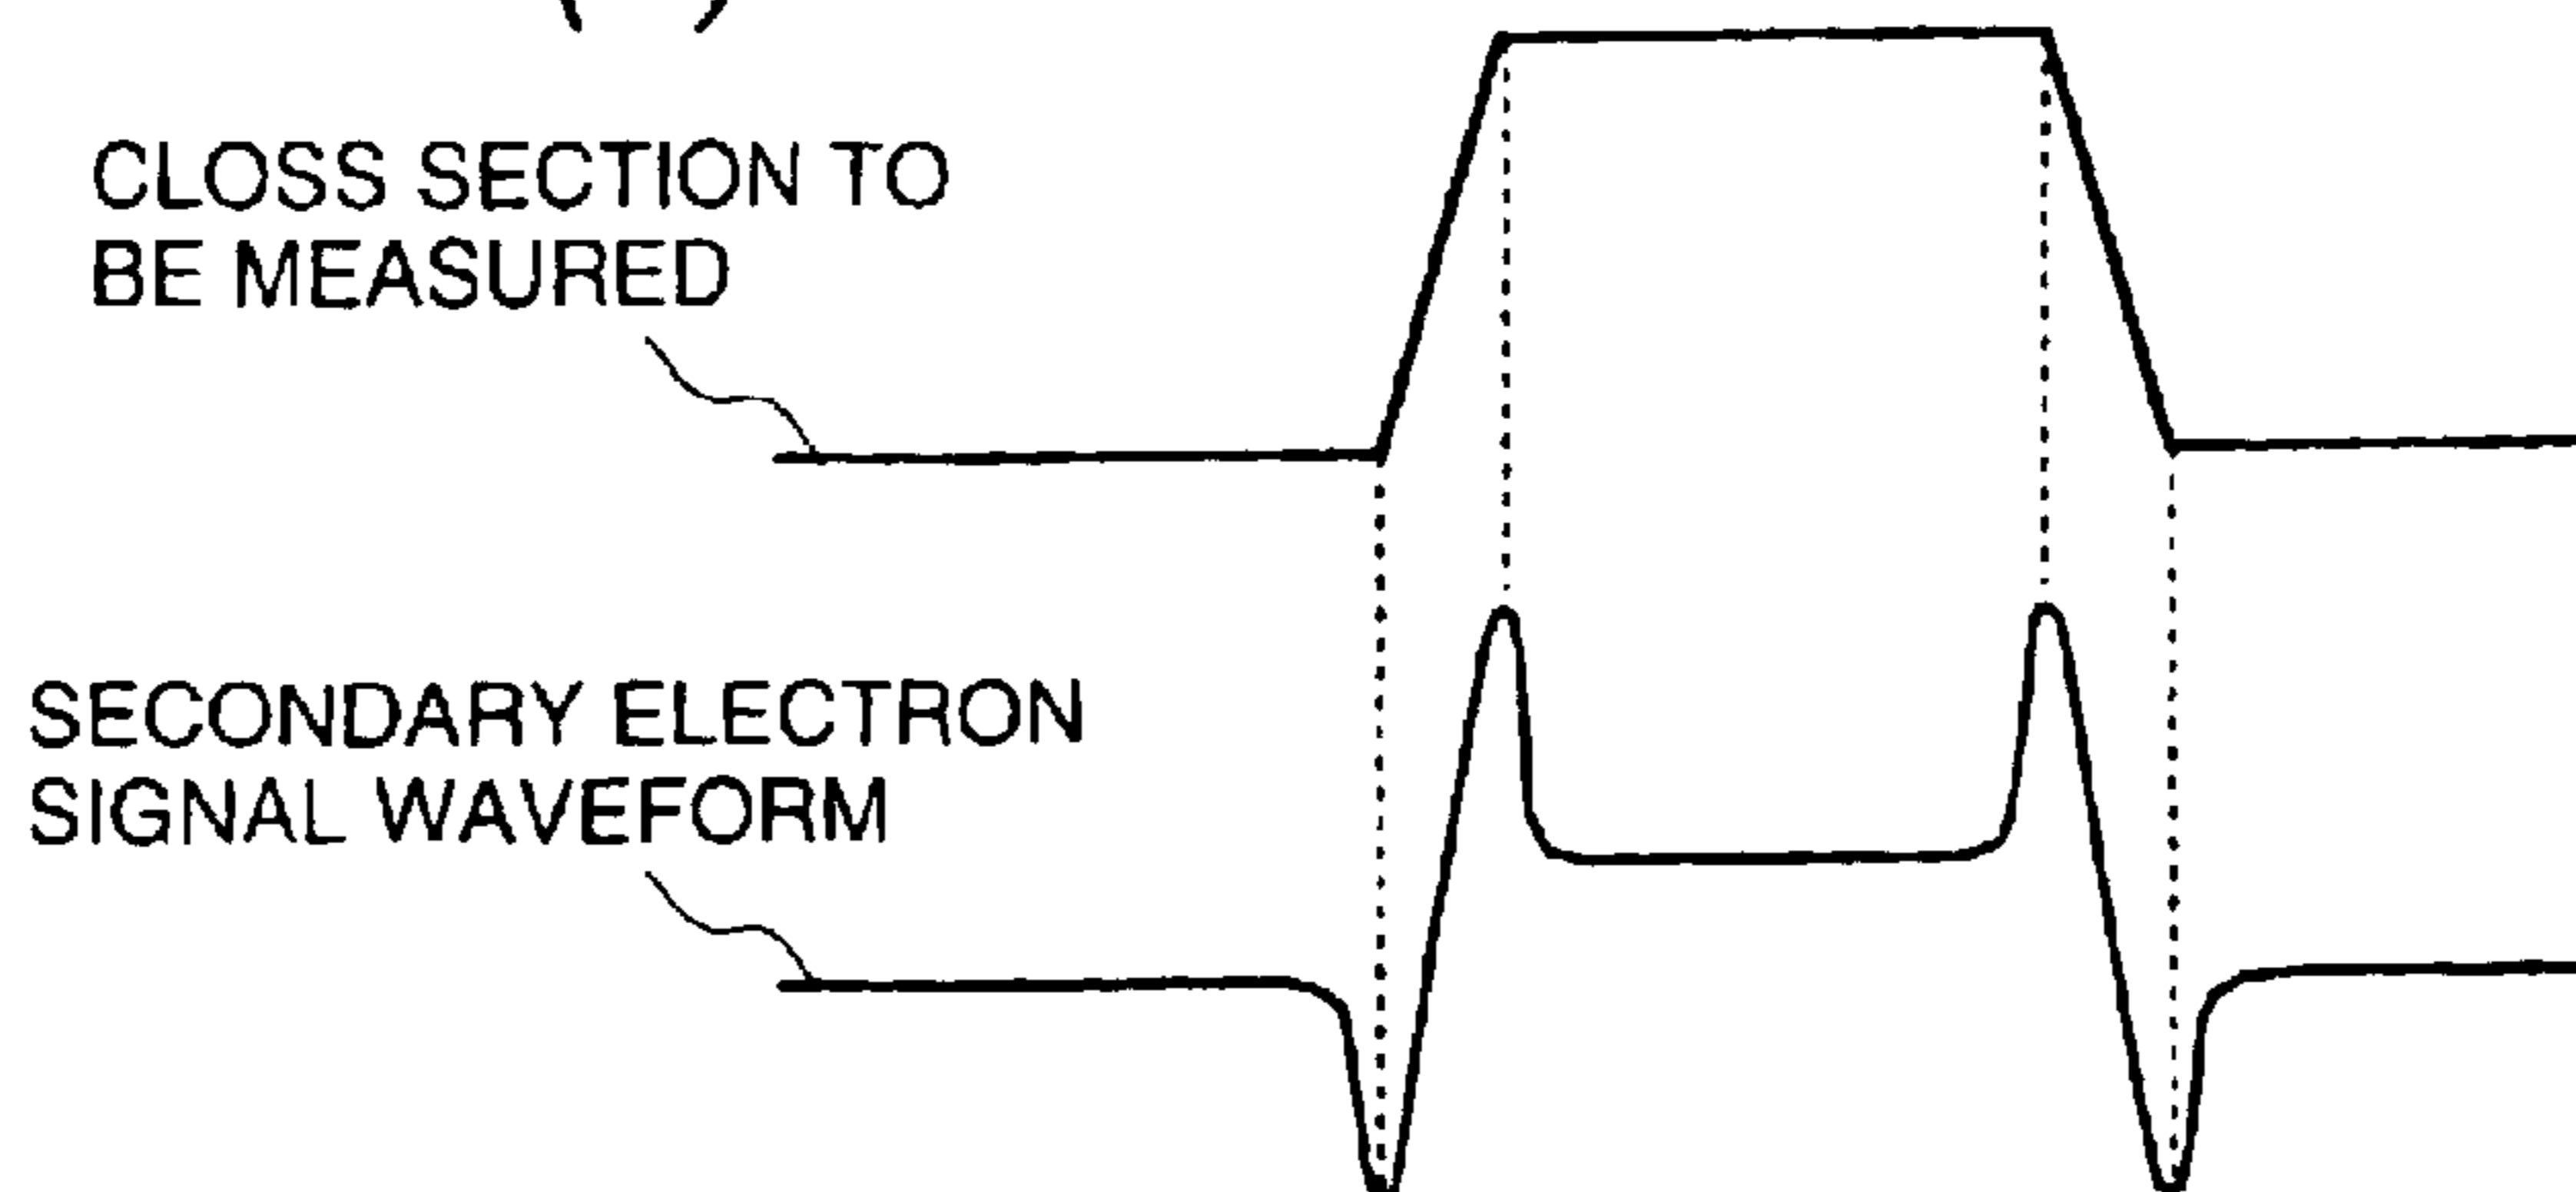 CLOSS SECTION TO
BE MEASURED
SECONDARY ELECTRON
SIGNAL WAVEFORM